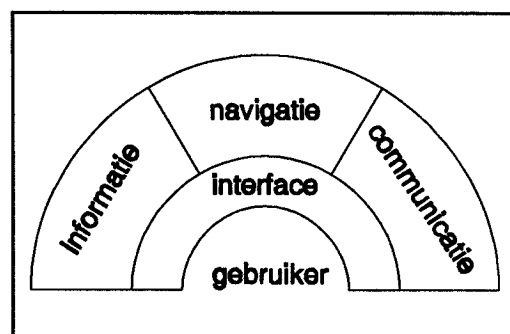 navigatie
informatie
communicatie
interface
gebruiker